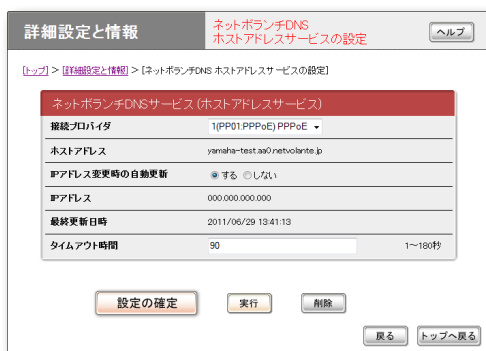 詳細設定と情報
ネットボランチDNS
ホストアドレスサービスの設定
ヘルプ
[トップ] > [詳細設定と情報] > [ネットボランチDNS ホストアドレスサービスの設定]
ネットボランチDNSサービス(ホストアドレスサービス)
接続プロバイダ 1(PP01:PPPoE) PPPoE
ホストアドレス yamaha-test.aa0.netvolante.jp
IPアドレス変更時の自動更新 する しない
IPアドレス 000.000.000.000
最終更新日時 2011/06/29 13:41:13
タイムアウト時間 90 1～180秒
設定の確定 実行 削除
戻る トップへ戻る